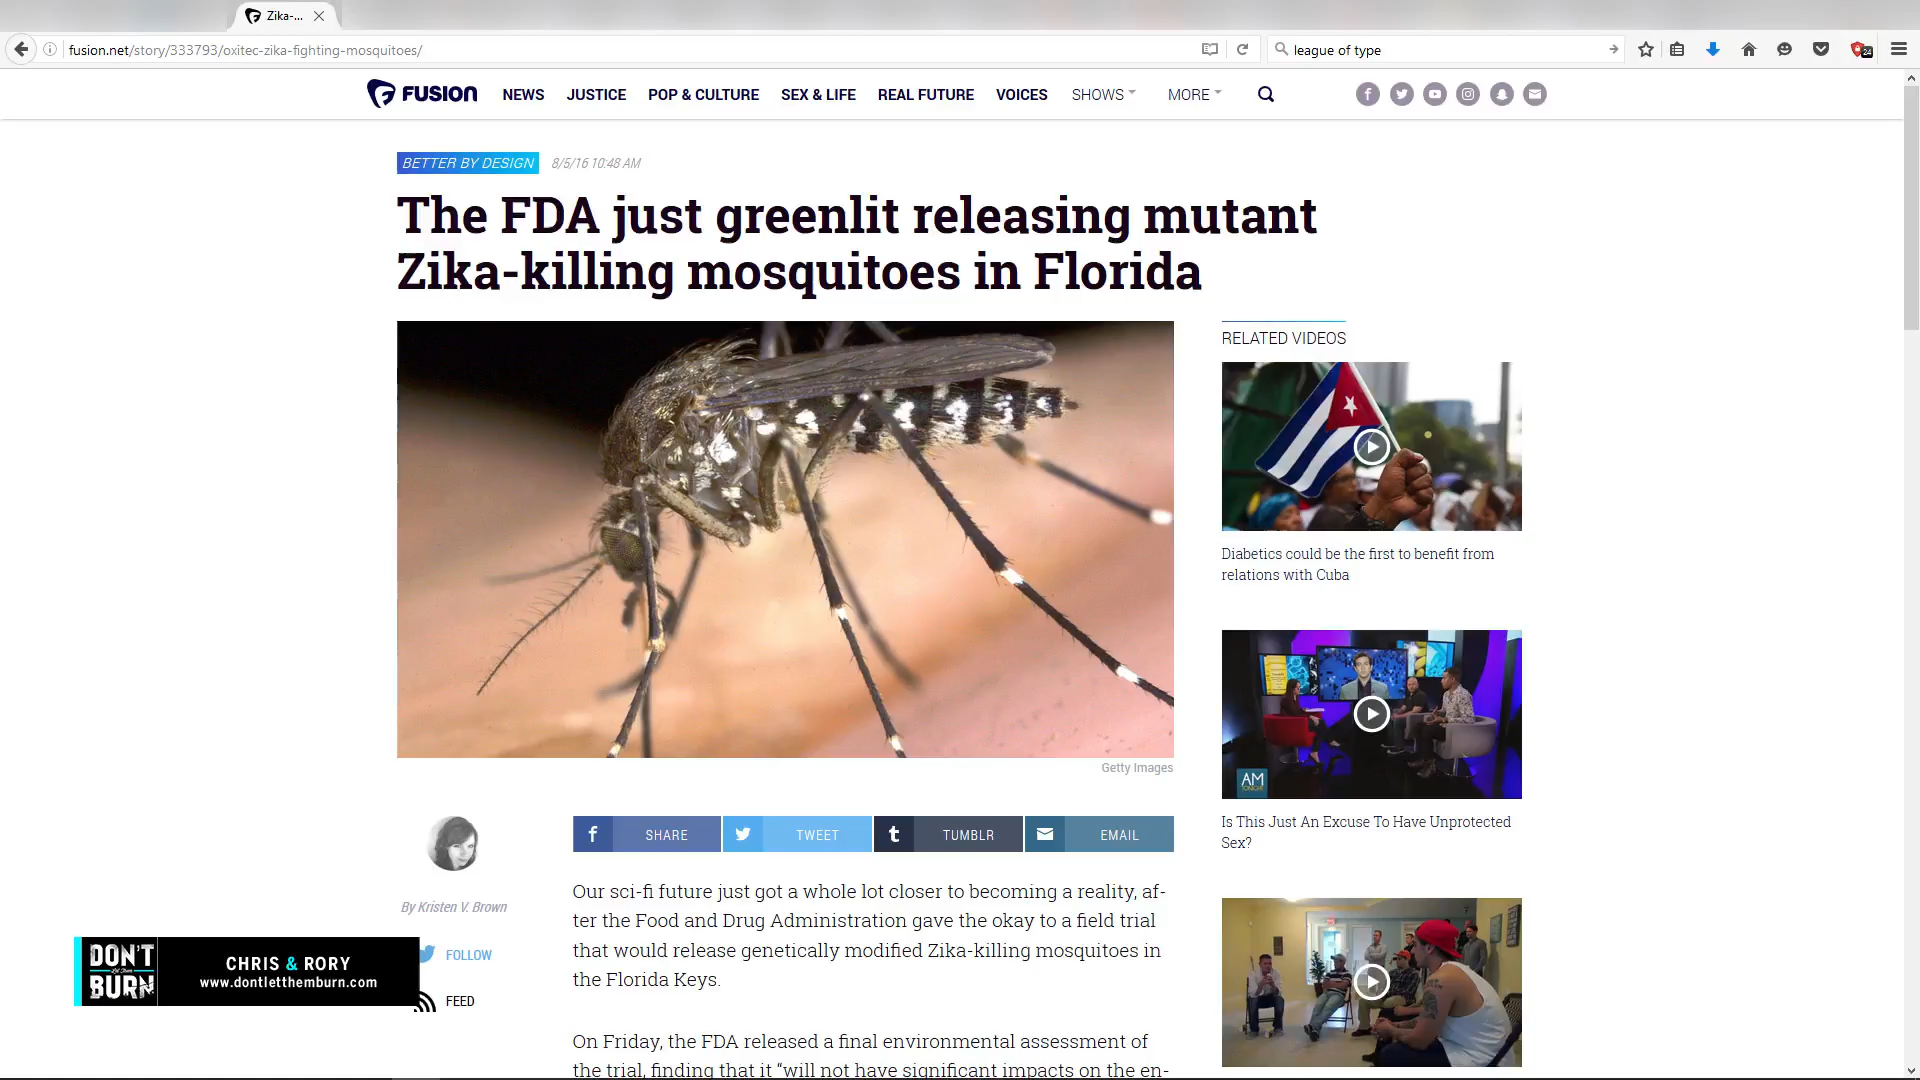 Zika-...
fusion.net/story/333793/oxitec-zika-fighting-mosquitoes/
league of type
24
FUSION
NEWS
JUSTICE
POP & CULTURE
SEX & LIFE
REAL FUTURE
VOICES
SHOWS
MORE
BETTER BY DESIGN
8/5/16 10:48 AM
The FDA just greenlit releasing mutant
Zika-killing mosquitoes in Florida
Getty Images
RELATED VIDEOS
Diabetics could be the first to benefit from
relations with Cuba
AM
TONIGHT
Is This Just An Excuse To Have Unprotected
Sex?
By Kristen V. Brown
FOLLOW
FEED
SHARE
TWEET
TUMBLR
EMAIL
Our sci-fi future just got a whole lot closer to becoming a reality, af-
ter the Food and Drug Administration gave the okay to a field trial
that would release genetically modified Zika-killing mosquitoes in
the Florida Keys.
On Friday, the FDA released a final environmental assessment of
the trial, finding that it “will not have significant impacts on the en-
DON'T
Let Them
BURN
CHRIS & RORY
www.dontletthemburn.com